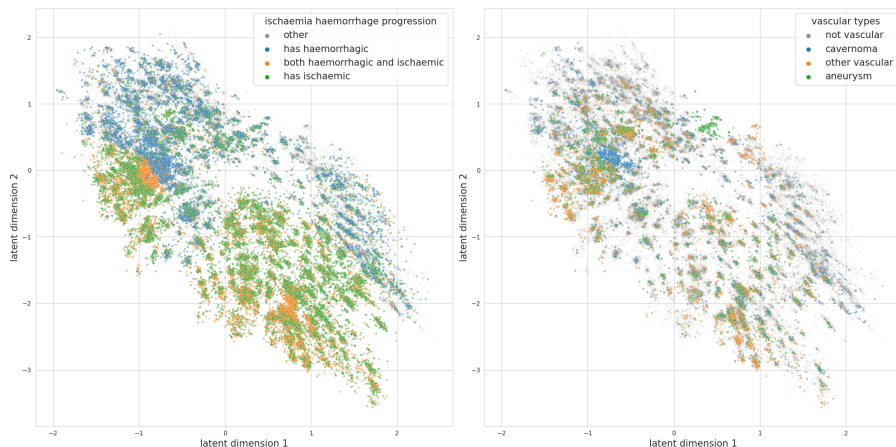 ischaemia haemorrhage progression
other
has haemorrhagic
both haemorrhagic and ischaemic
has ischaemic
2
1
0
−1
−2
−3
latent dimension 2
−2
−1
0
1
2
latent dimension 1
vascular types
not vascular
cavernoma
other vascular
aneurysm
2
1
0
−1
−2
−3
latent dimension 2
−2
−1
0
1
2
latent dimension 1